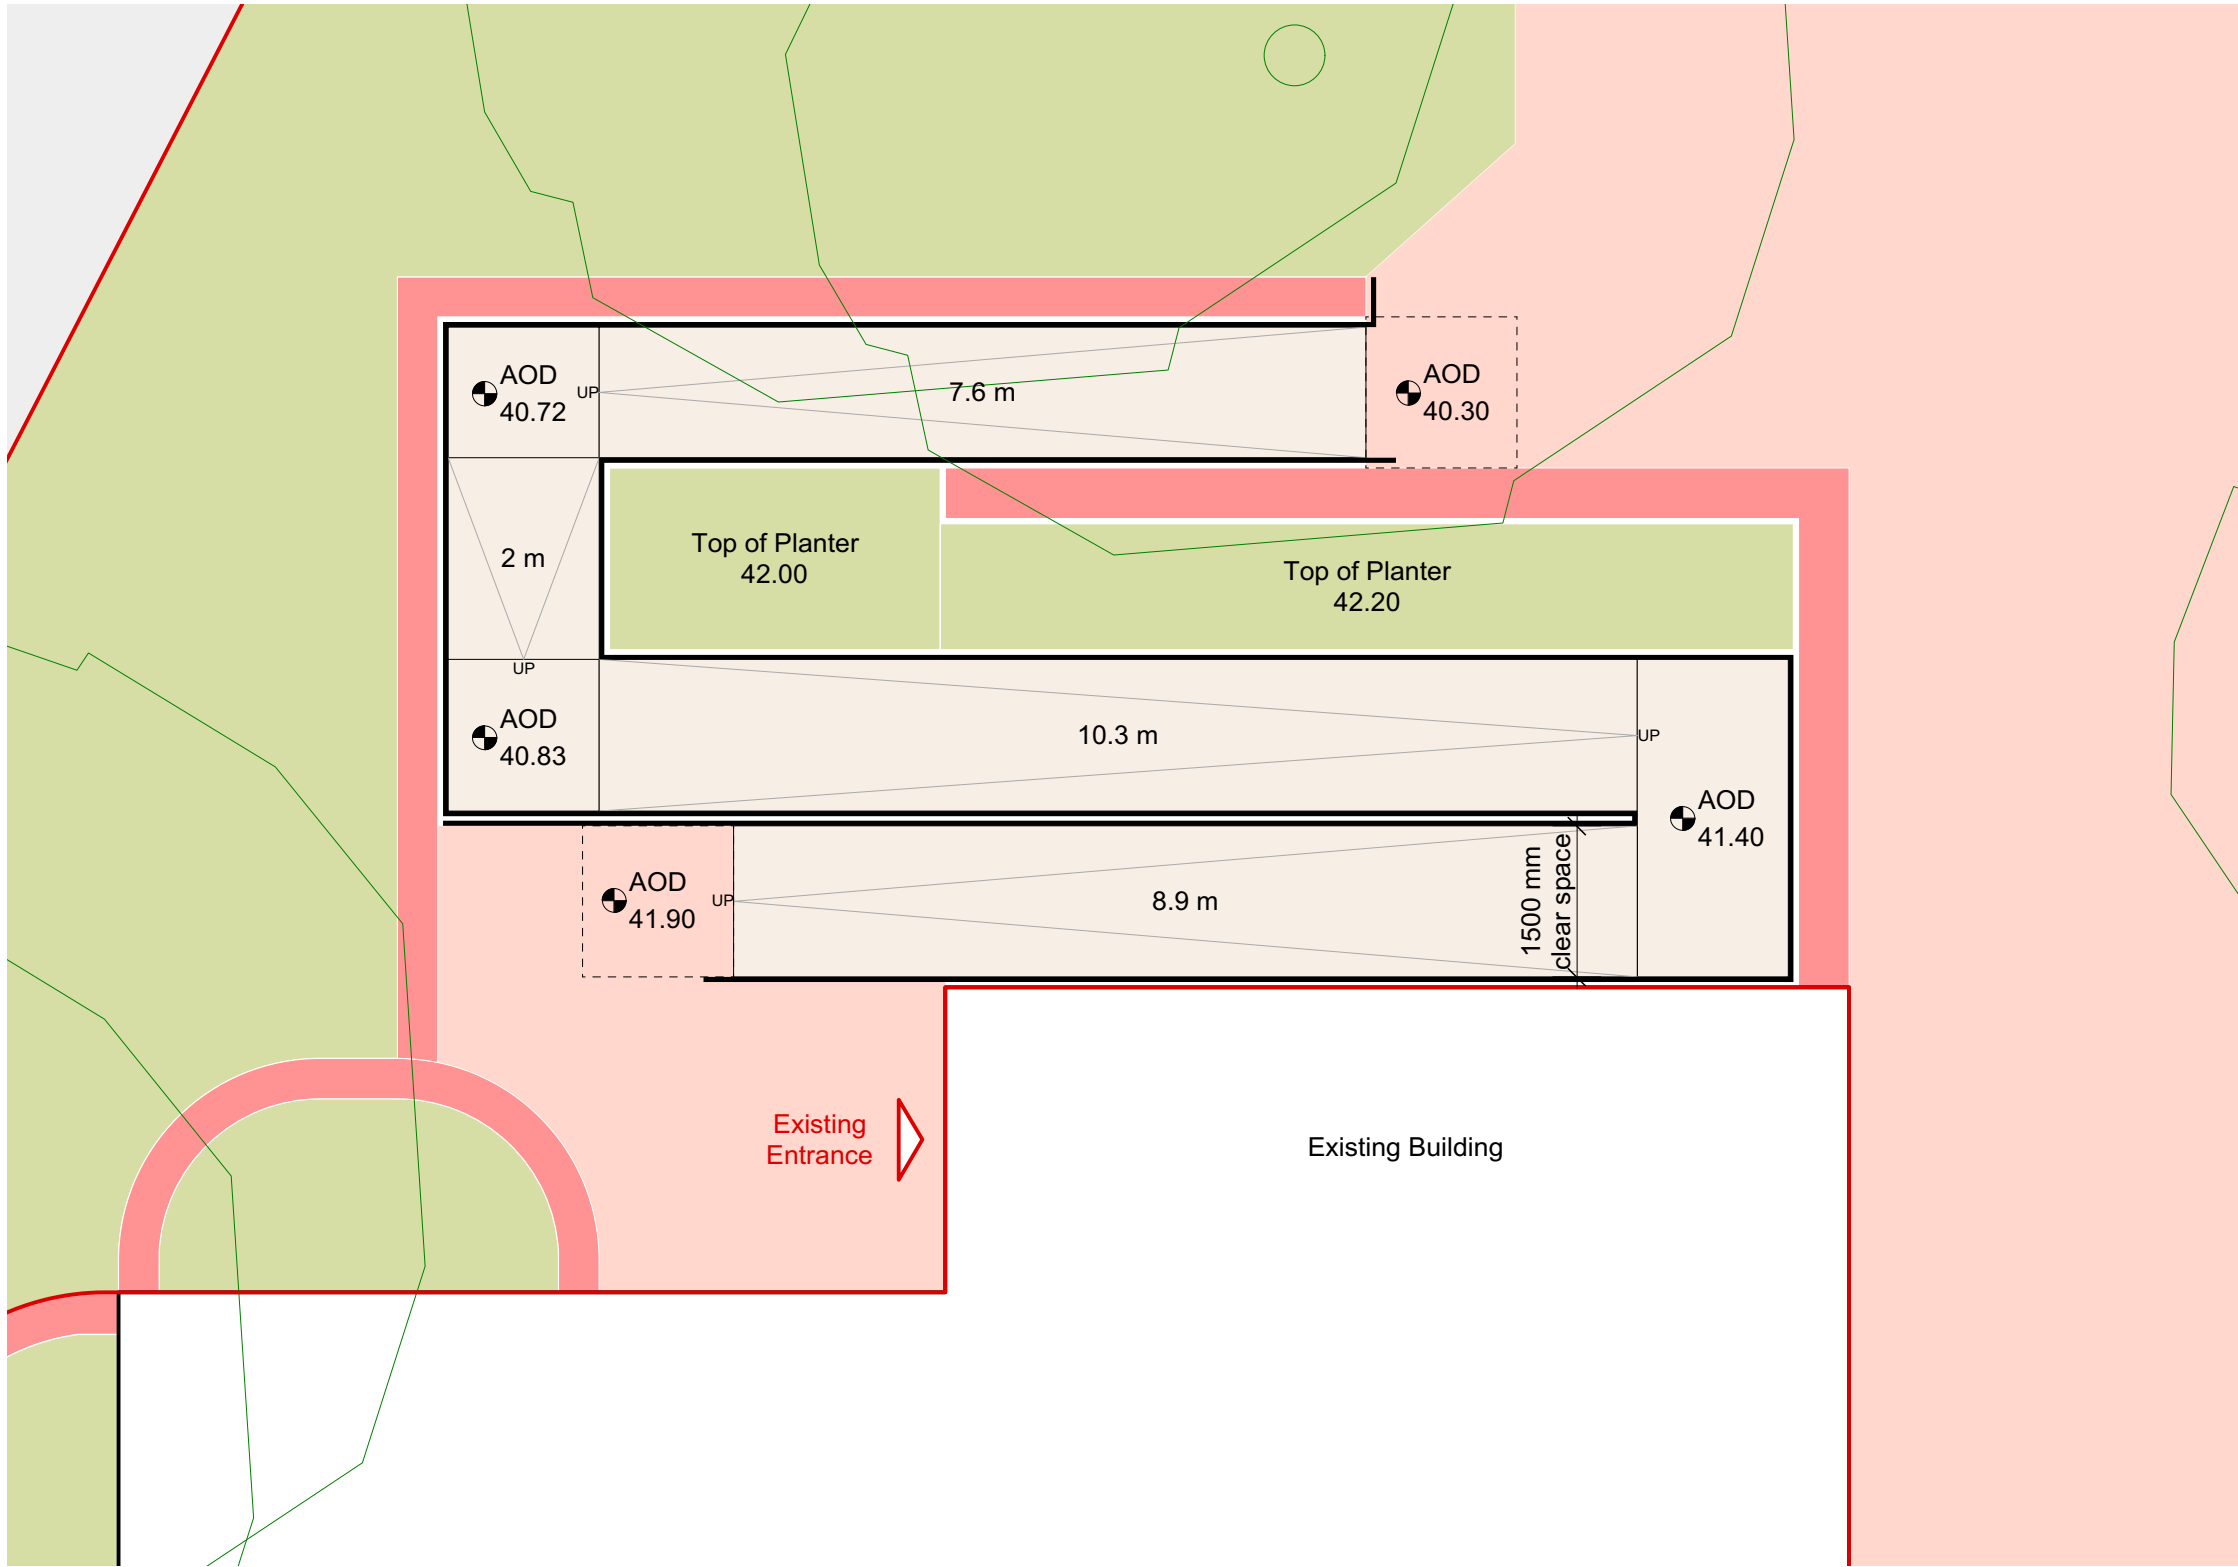 AOD
40.72
UP
7.6 m
AOD
40.30
2 m
UP
Top of Planter
42.00
Top of Planter
42.20
AOD
40.83
10.3 m
UP
AOD
41.40
AOD
41.90
UP
8.9 m
1500 mm
clear space
Existing
Entrance
Existing Building